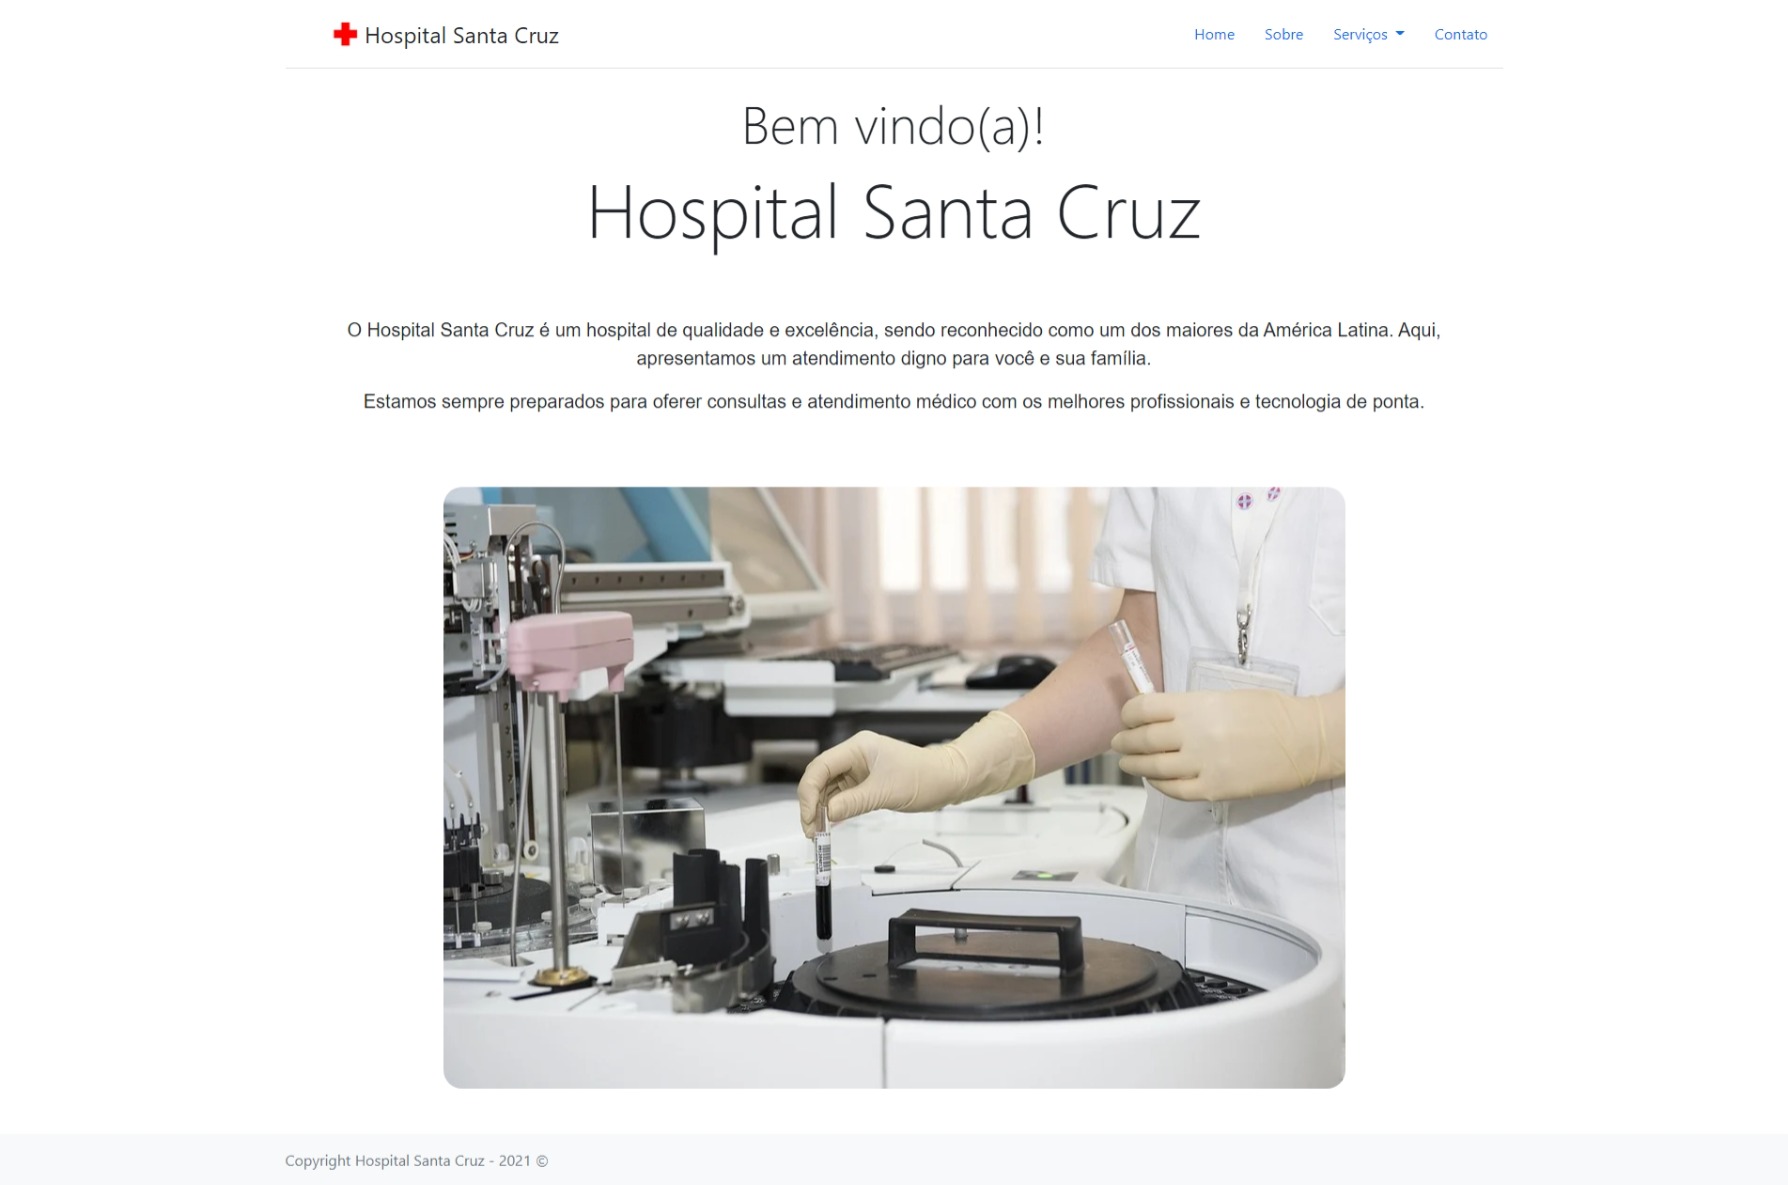 Hospital Santa Cruz
Home Sobre Serviços Contato
Bem vindo(a)!
Hospital Santa Cruz
O Hospital Santa Cruz é um hospital de qualidade e excelência, sendo reconhecido como um dos maiores da América Latina. Aqui,
apresentamos um atendimento digno para você e sua família.
Estamos sempre preparados para oferer consultas e atendimento médico com os melhores profissionais e tecnologia de ponta.
Copyright Hospital Santa Cruz - 2021 ©